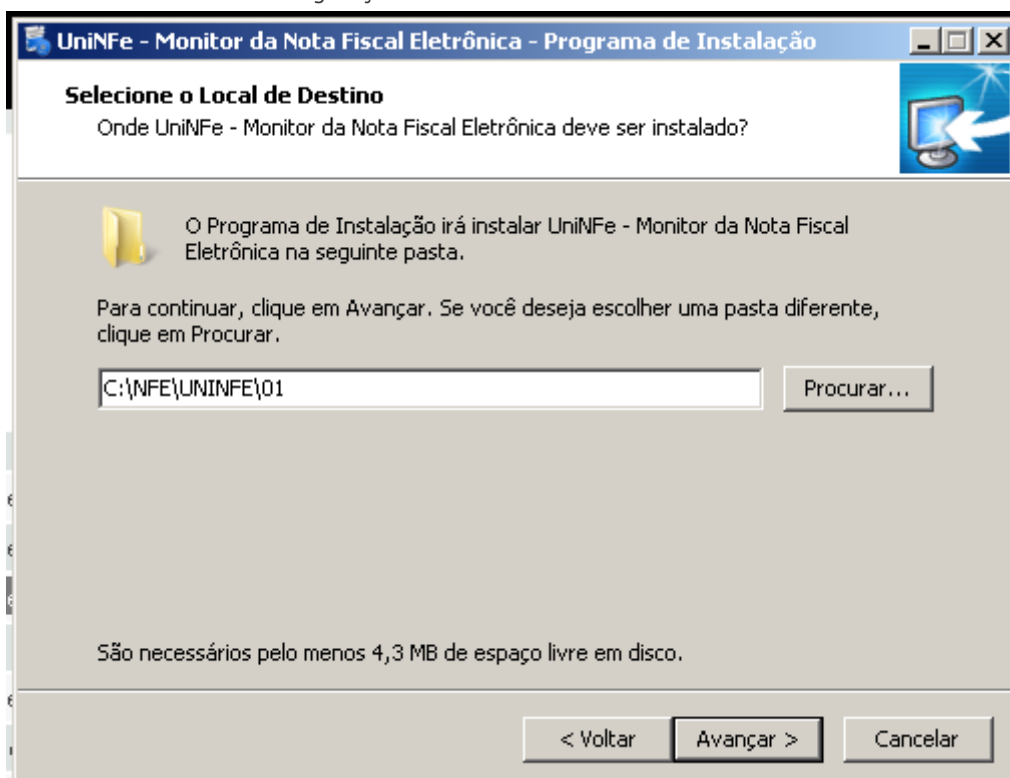 UniNFe - Monitor da Nota Fiscal Eletrônica - Programa de Instalação
Selecione o Local de Destino
Onde UniNFe - Monitor da Nota Fiscal Eletrônica deve ser instalado?
O Programa de Instalação irá instalar UniNFe - Monitor da Nota Fiscal
Eletrônica na seguinte pasta.
Para continuar, clique em Avançar. Se você deseja escolher uma pasta diferente,
clique em Procurar.
C:\NFE\UNINFE\01
Procurar...
São necessários pelo menos 4,3 MB de espaço livre em disco.
< Voltar
Avançar >
Cancelar